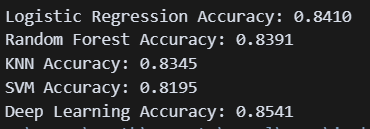 Logistic Regression Accuracy: 0.8410
Random Forest Accuracy: 0.8391
KNN Accuracy: 0.8345
SVM Accuracy: 0.8195
Deep Learning Accuracy: 0.8541